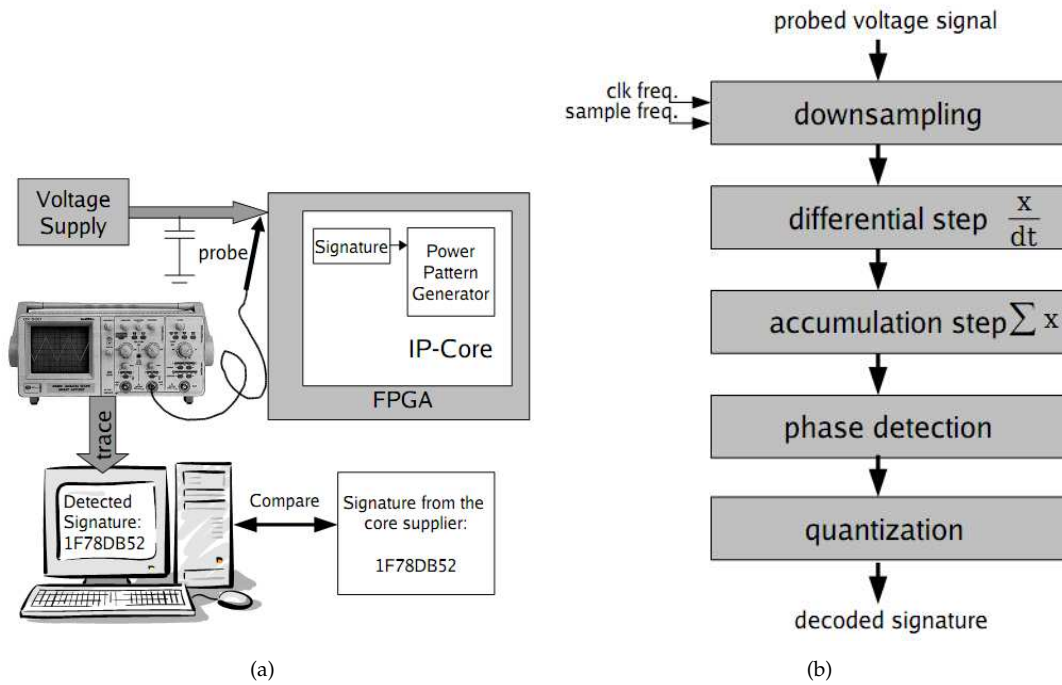 Voltage
Supply
probe
Signature
Power
Pattern
Generator
IP-Core
FPGA
trace
Detected
Signature:
1F78DB52
Compare
Signature from the
core supplier:
1F78DB52
(a)
probed voltage signal
clk freq.
sample freq.
downsampling
differential step x/dt
accumulation step ∑ x
phase detection
quantization
decoded signature
(b)